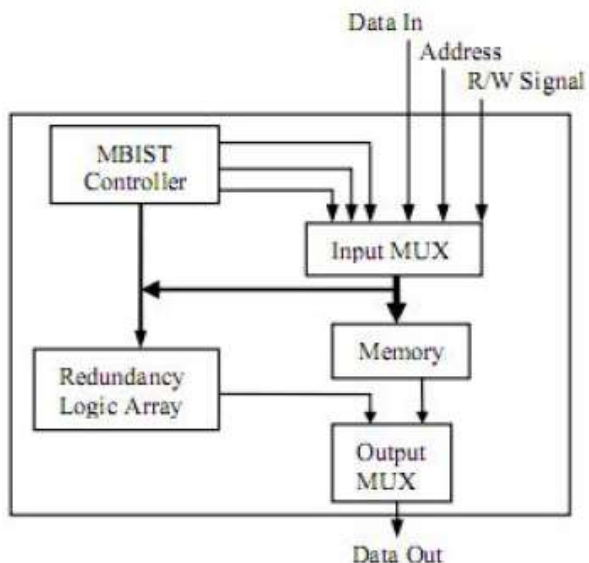 Data In
Address
R/W Signal
MBIST
Controller
Input MUX
Memory
Redundancy
Logic Array
Output
MUX
Data Out